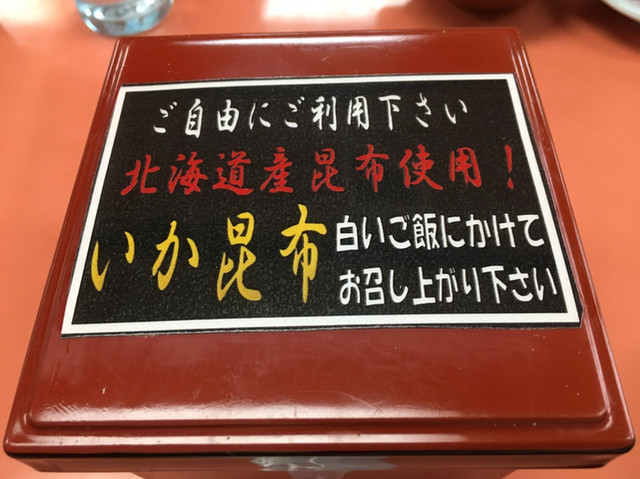 ご自由にご利用下さい
北海道産昆布使用!
いか昆布
白いご飯にかけて
お召し上がり下さい